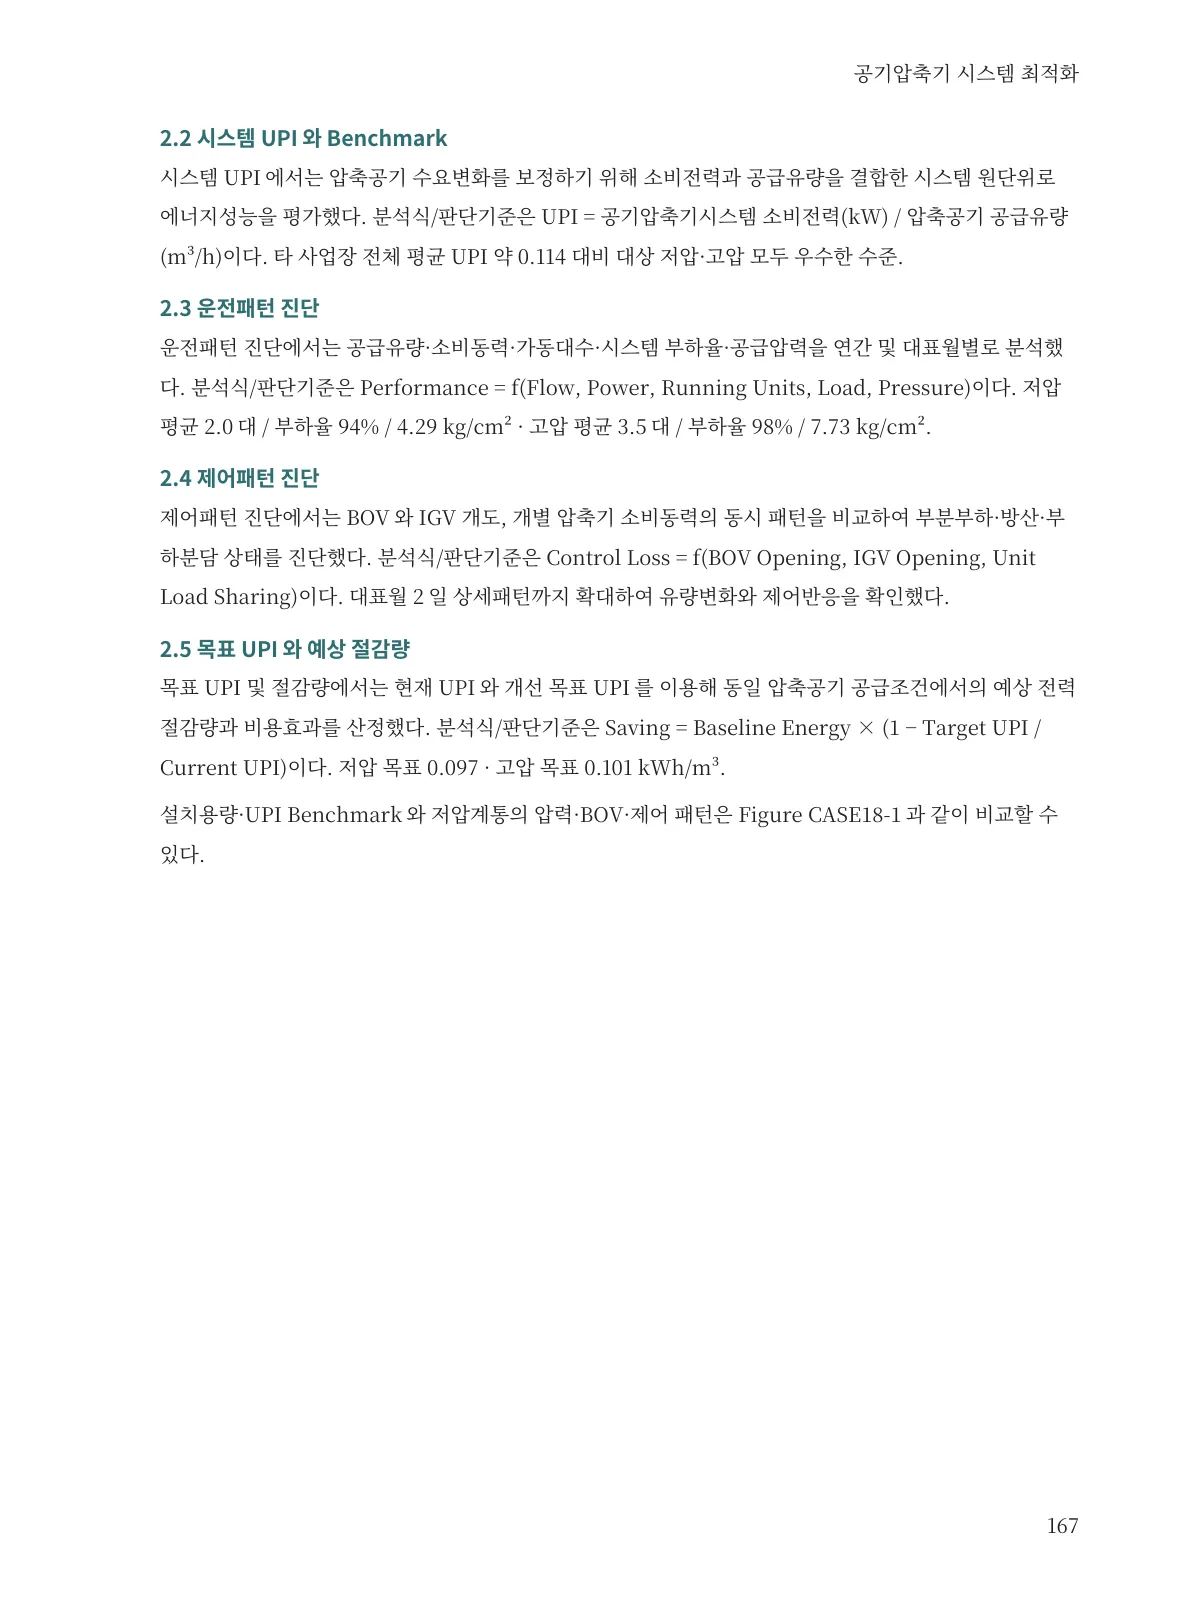 공기압축기 시스템 최적화
2.2 시스템 UPI 와 Benchmark
시스템 UPI 에서는 압축공기 수요변화를 보정하기 위해 소비전력과 공급유량을 결합한 시스템 원단위로
에너지성능을 평가했다. 분석식/판단기준은 UPI = 공기압축기시스템 소비전력(kW) / 압축공기 공급유량
(m³/h)이다. 타 사업장 전체 평균 UPI 약 0.114 대비 대상 저압·고압 모두 우수한 수준.
2.3 운전패턴 진단
운전패턴 진단에서는 공급유량·소비동력·가동대수·시스템 부하율·공급압력을 연간 및 대표월별로 분석했
다. 분석식/판단기준은 Performance = f(Flow, Power, Running Units, Load, Pressure)이다. 저압
평균 2.0 대 / 부하율 94% / 4.29 kg/cm² · 고압 평균 3.5 대 / 부하율 98% / 7.73 kg/cm².
2.4 제어패턴 진단
제어패턴 진단에서는 BOV 와 IGV 개도, 개별 압축기 소비동력의 동시 패턴을 비교하여 부분부하·방산·부
하분담 상태를 진단했다. 분석식/판단기준은 Control Loss = f(BOV Opening, IGV Opening, Unit
Load Sharing)이다. 대표월 2 일 상세패턴까지 확대하여 유량변화와 제어반응을 확인했다.
2.5 목표 UPI 와 예상 절감량
목표 UPI 및 절감량에서는 현재 UPI 와 개선 목표 UPI 를 이용해 동일 압축공기 공급조건에서의 예상 전력
절감량과 비용효과를 산정했다. 분석식/판단기준은 Saving = Baseline Energy × (1 − Target UPI /
Current UPI)이다. 저압 목표 0.097 · 고압 목표 0.101 kWh/m³.
설치용량·UPI Benchmark 와 저압계통의 압력·BOV·제어 패턴은 Figure CASE18-1 과 같이 비교할 수
있다.
167